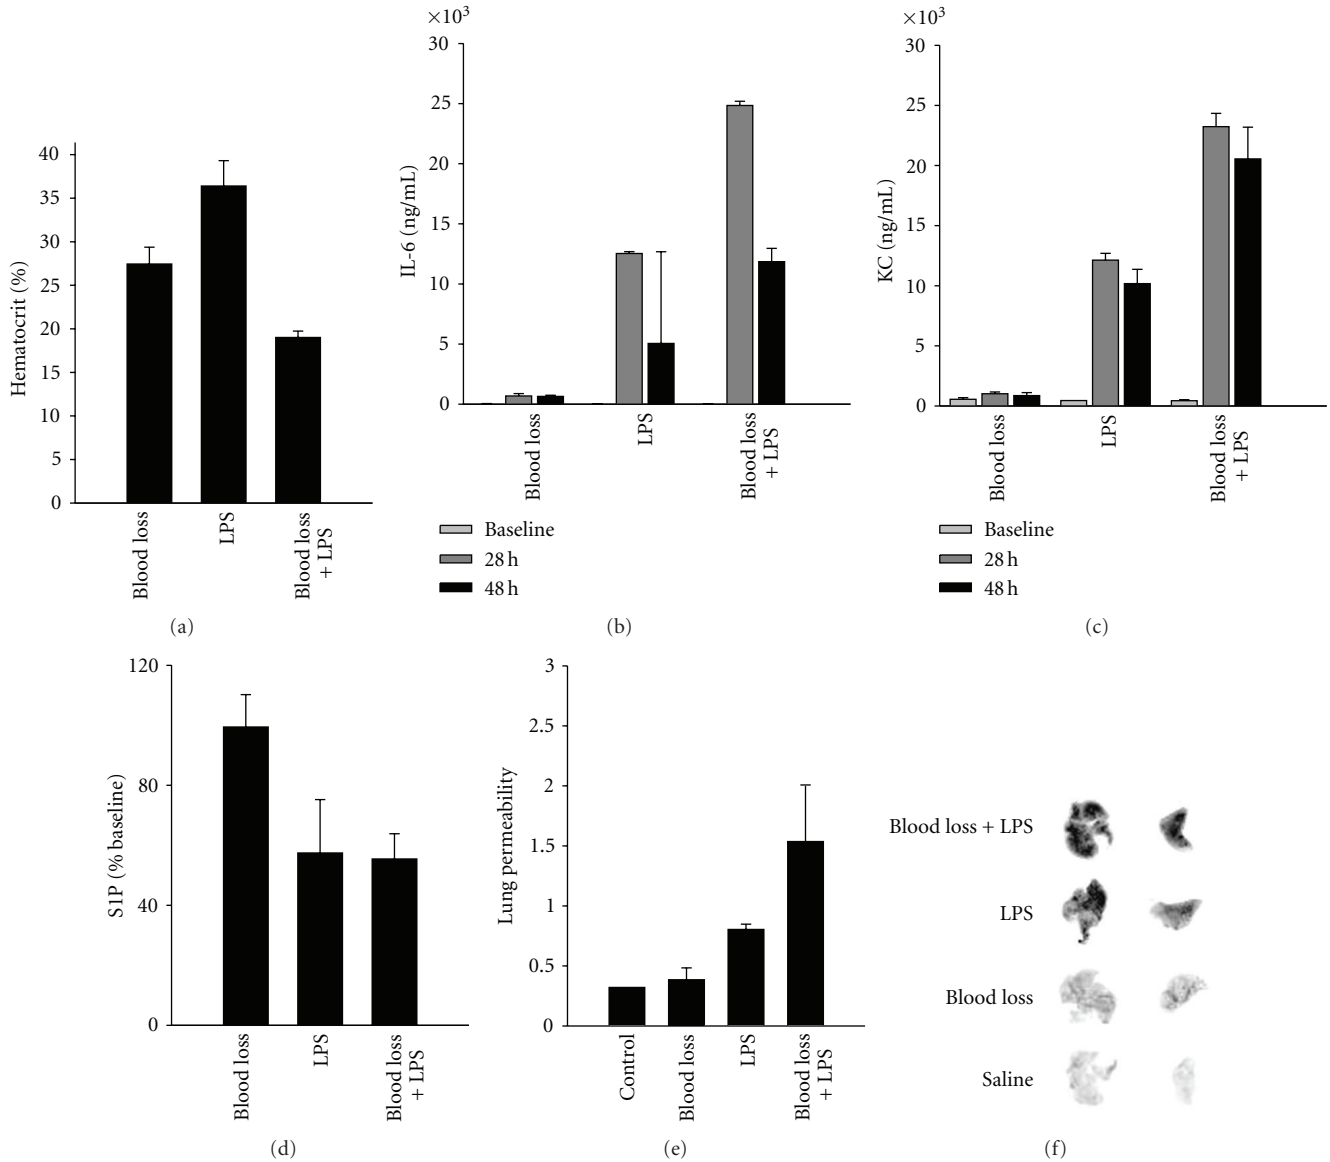 40
35
30
25
20
15
10
5
0
Hematocrit (%)
Blood loss
LPS
Blood loss
+ LPS
(a)
×10³
30
25
20
15
10
5
0
IL-6 (ng/mL)
Blood loss
LPS
Blood loss
+ LPS
Baseline
28 h
48 h
(b)
×10³
30
25
20
15
10
5
0
KC (ng/mL)
Blood loss
LPS
Blood loss
+ LPS
Baseline
28 h
48 h
(c)
120
80
40
0
S1P (% baseline)
Blood loss
LPS
Blood loss
+ LPS
(d)
3
2.5
2
1.5
1
0.5
0
Lung permeability
Control
Blood loss
LPS
Blood loss
+ LPS
(e)
Blood loss + LPS
LPS
Blood loss
Saline
(f)